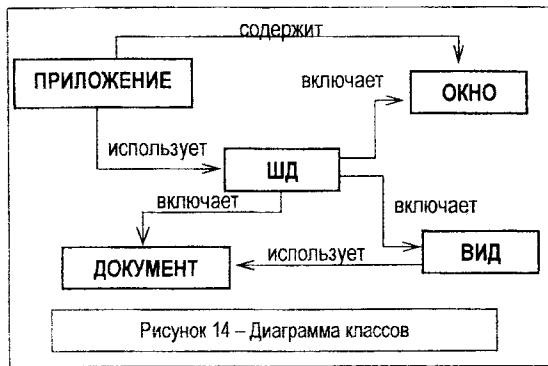 содержит
ПРИЛОЖЕНИЕ
включает
ОКНО
использует
ШД
включает
включает
ДОКУМЕНТ
использует
ВИД
Рисунок 14 – Диаграмма классов